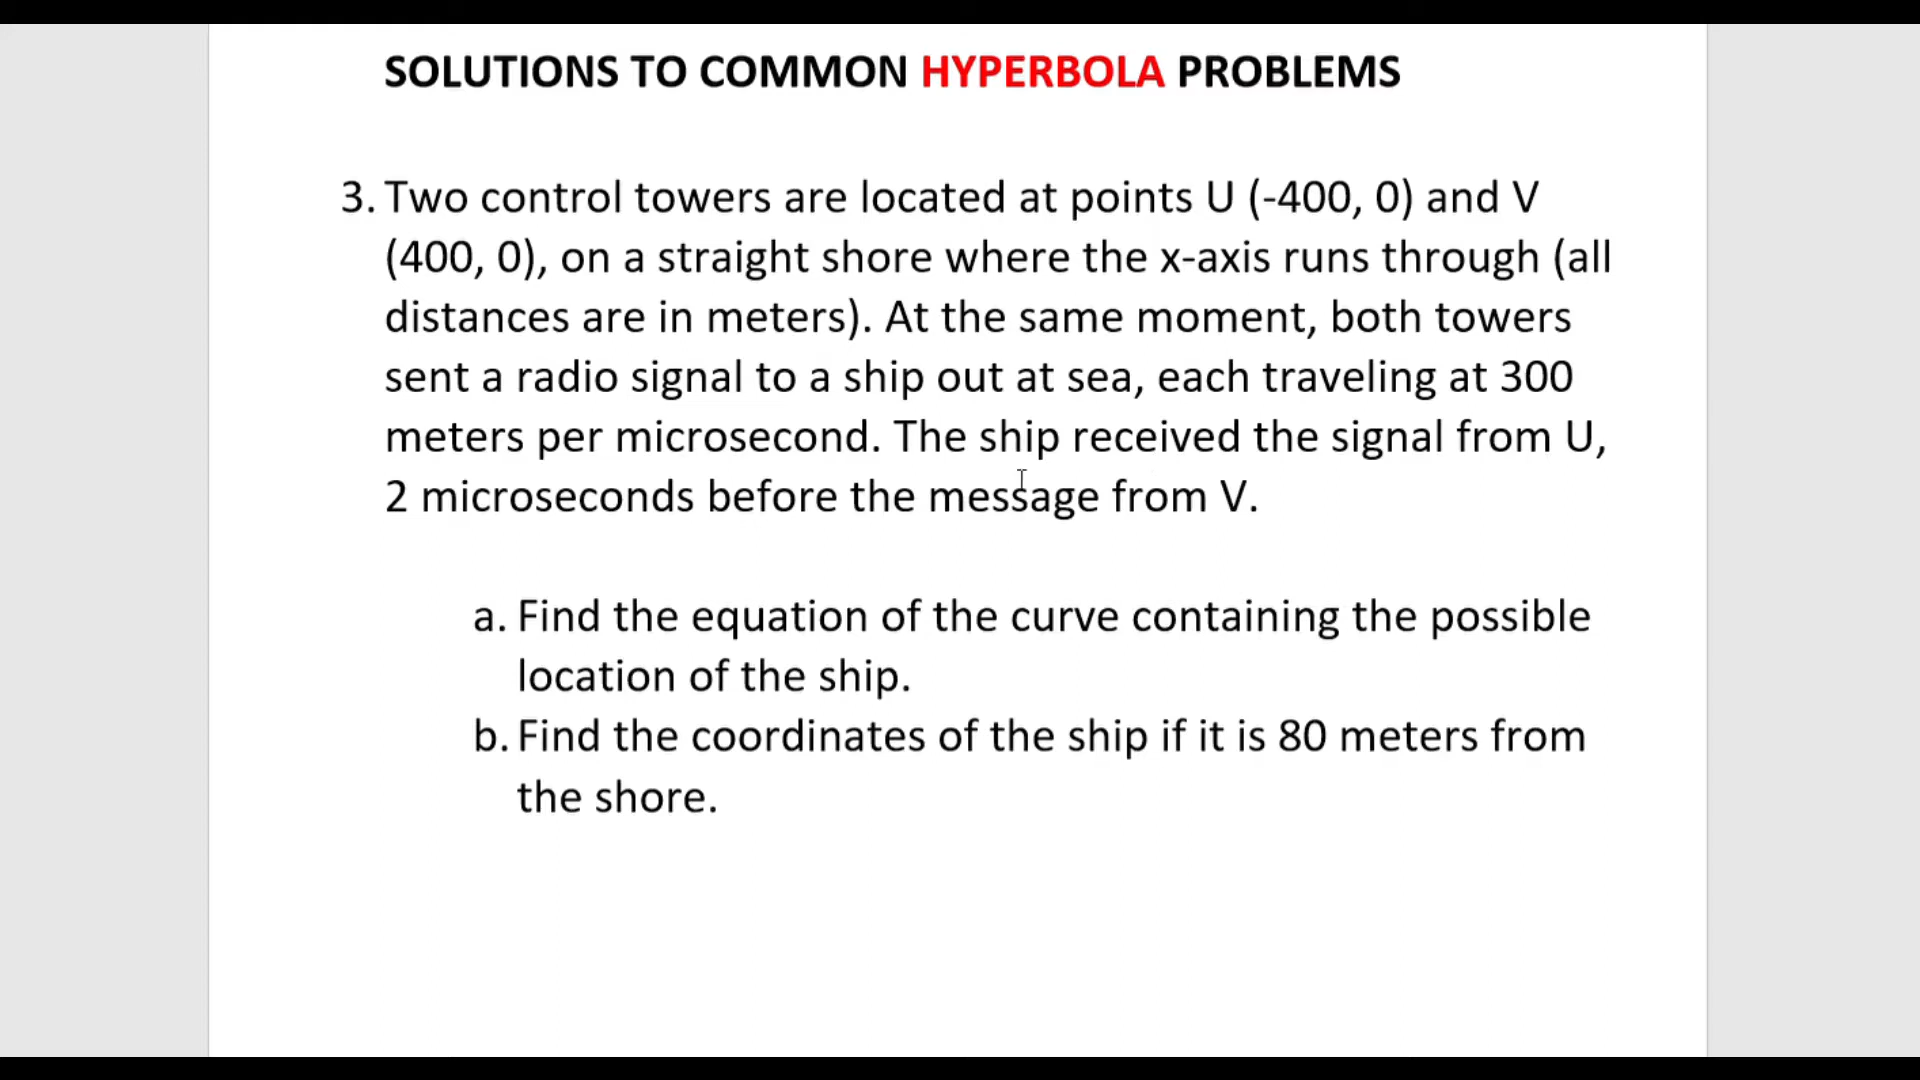 SOLUTIONS TO COMMON HYPERBOLA PROBLEMS
3. Two control towers are located at points U (-400, 0) and V
(400, 0), on a straight shore where the x-axis runs through (all
distances are in meters). At the same moment, both towers
sent a radio signal to a ship out at sea, each traveling at 300
meters per microsecond. The ship received the signal from U,
2 microseconds before the message from V.
a. Find the equation of the curve containing the possible
location of the ship.
b. Find the coordinates of the ship if it is 80 meters from
the shore.